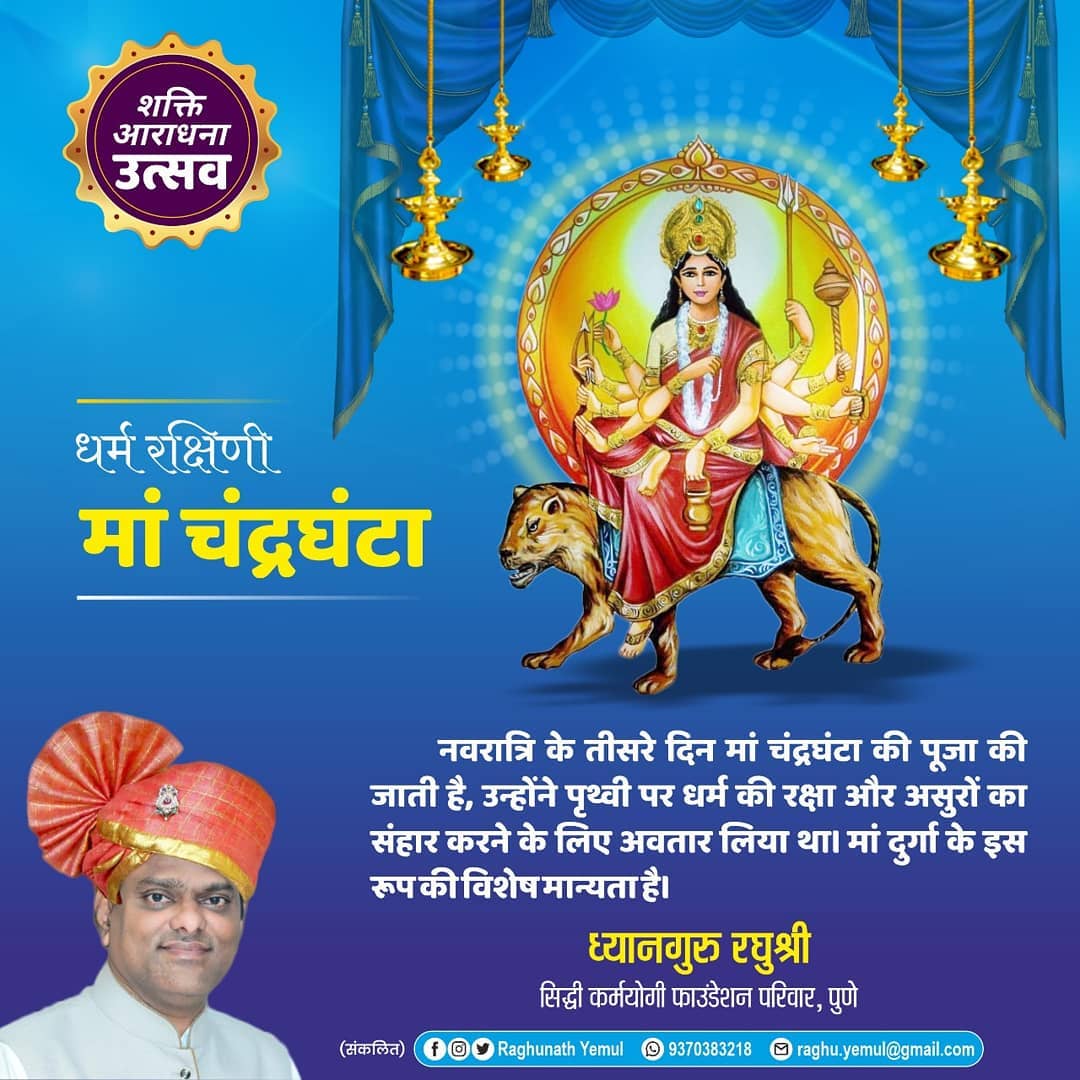 शक्ति
आराधना
उत्सव
धर्म रक्षिणी
मां चंद्रघंटा
नवरात्रि के तीसरे दिन मां चंद्रघंटा की पूजा की
जाती है, उन्होंने पृथ्वी पर धर्म की रक्षा और असुरों का
संहार करने के लिए अवतार लिया था। मां दुर्गा के इस
रूप की विशेष मान्यता है।
ध्यानगुरु रघुश्री
सिद्धी कर्मयोगी फाउंडेशन परिवार, पुणे
(संकलित) Raghunath Yemul 9370383218 raghu.yemul@gmail.com